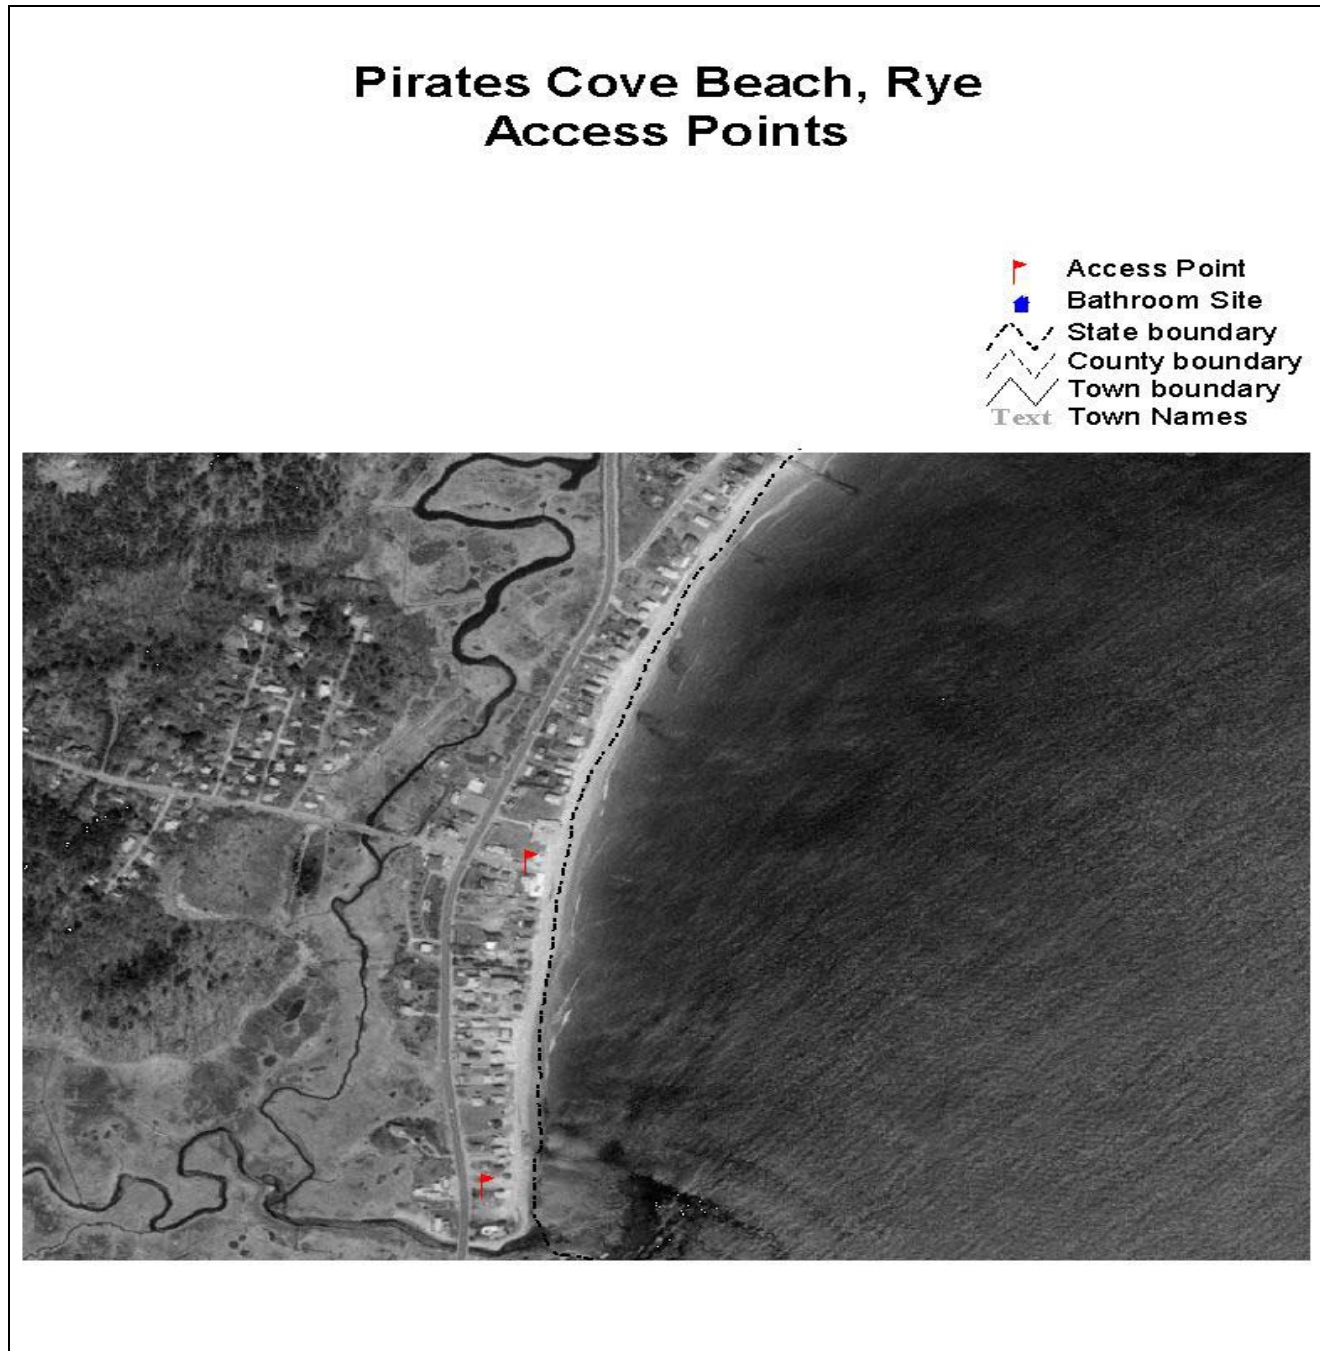 Pirates Cove Beach, Rye
Access Points
Access Point
Bathroom Site
State boundary
County boundary
Town boundary
Text Town Names